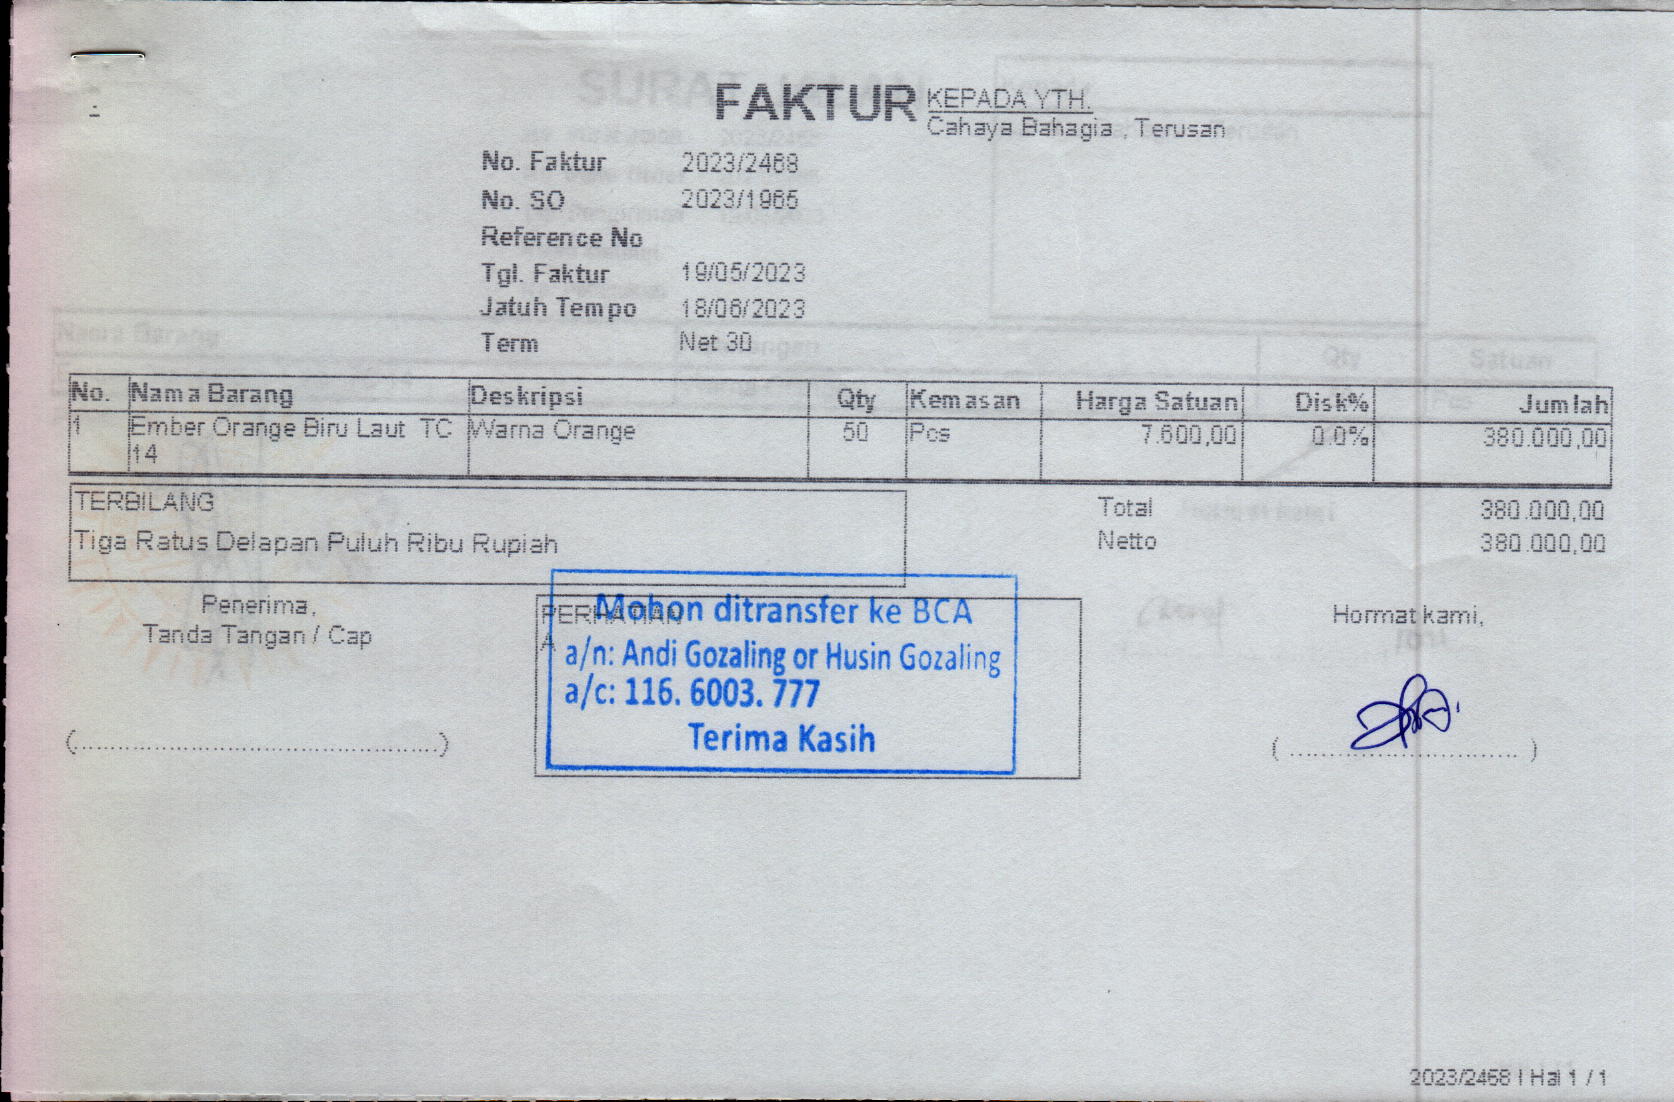 FAKTUR
KEPADA YTH.
Cahaya Bahagia , Terusan
No. Faktur 2023/2468
No. SO 2023/1965
Reference No
Tgl. Faktur 19/05/2023
Jatuh Tempo 18/06/2023
Term Net 30
No. Nama Barang Deskripsi Qty Kemasan Harga Satuan Disk% Jumlah
1 Ember Orange Biru Laut TC Warna Orange 50 Pcs 7.600,00 0.0% 380.000,00
14
TERBILANG
Tiga Ratus Delapan Puluh Ribu Rupiah
Total 380.000,00
Netto 380.000,00
Penerima,
Tanda Tangan / Cap
(..................................................)
PERHATIAN
A
Mohon ditransfer ke BCA
a/n: Andi Gozaling or Husin Gozaling
a/c: 116. 6003. 777
Terima Kasih
Hormat kami,
( ................................ )
2023/2468 | Hal 1 / 1